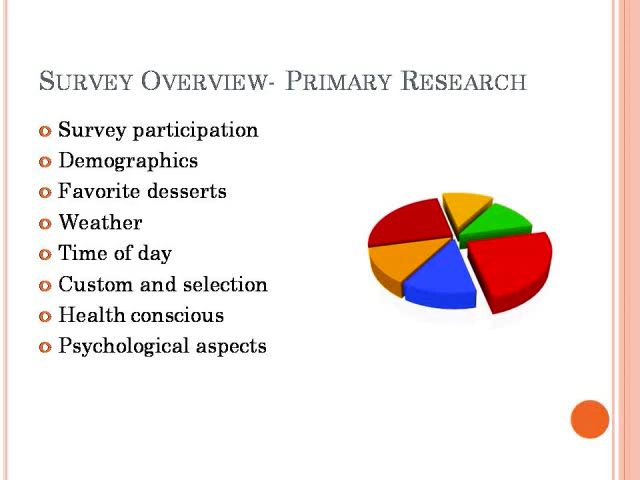 Survey Overview- Primary Research
Survey participation
Demographics
Favorite desserts
Weather
Time of day
Custom and selection
Health conscious
Psychological aspects